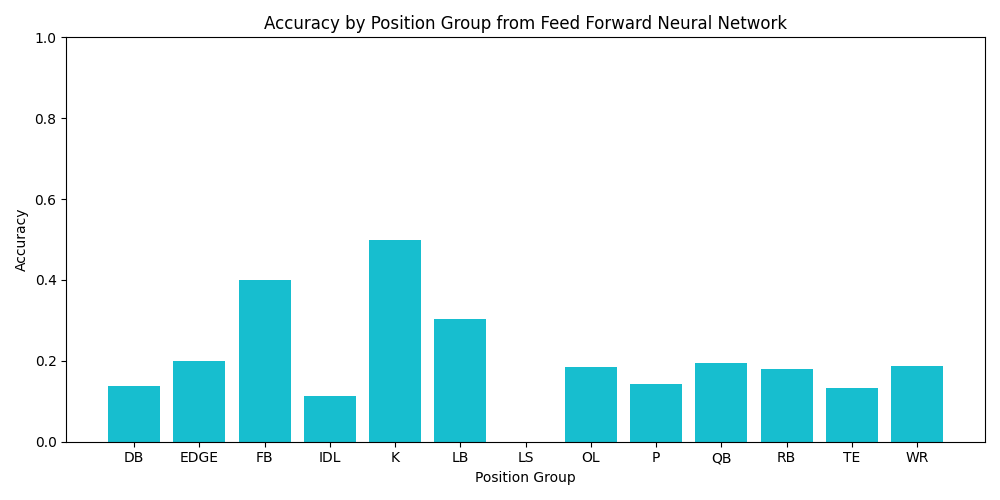 Accuracy by Position Group from Feed Forward Neural Network
1.0
0.8
0.6
0.4
0.2
0.0
Accuracy
DB EDGE FB IDL K LB LS OL P QB RB TE WR
Position Group